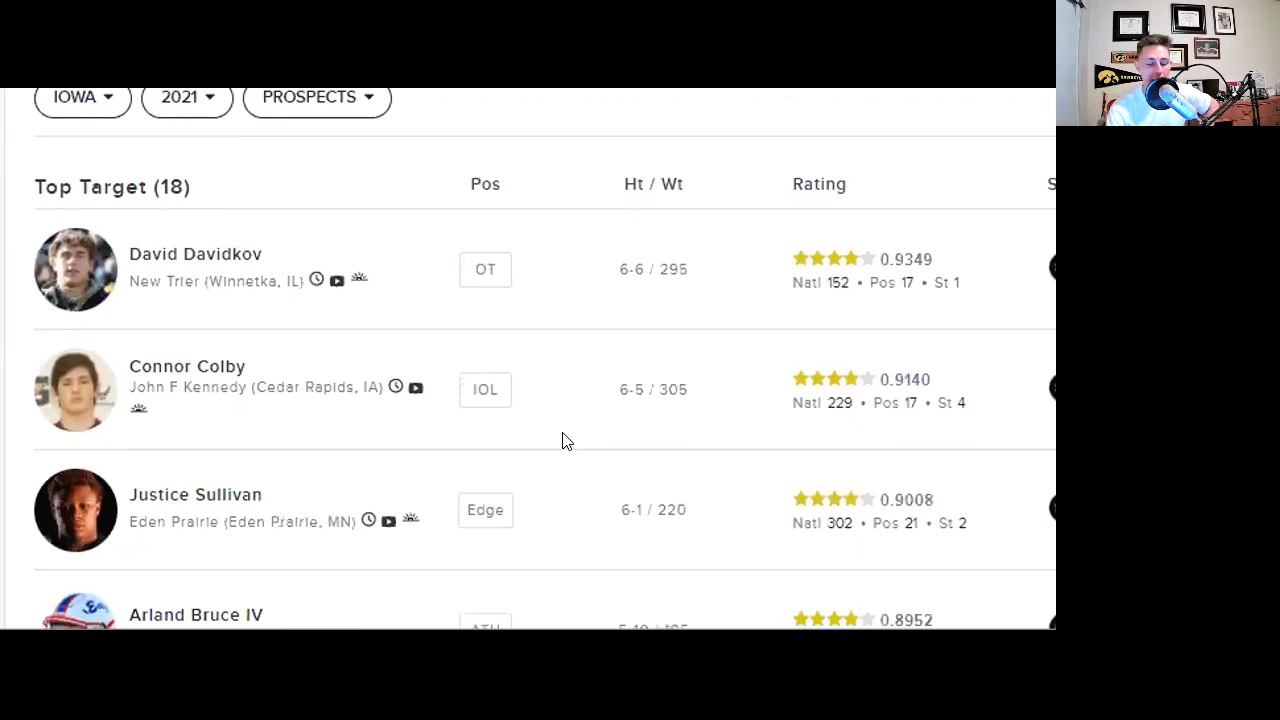 IOWA 2021 PROSPECTS
Top Target (18) Pos Ht / Wt Rating S
David Davidkov OT 6-6 / 295 0.9349
New Trier (Winnetka, IL) Natl 152 • Pos 17 • St 1
Connor Colby IOL 6-5 / 305 0.9140
John F Kennedy (Cedar Rapids, IA) Natl 229 • Pos 17 • St 4
Justice Sullivan Edge 6-1 / 220 0.9008
Eden Prairie (Eden Prairie, MN) Natl 302 • Pos 21 • St 2
Arland Bruce IV 0.8952